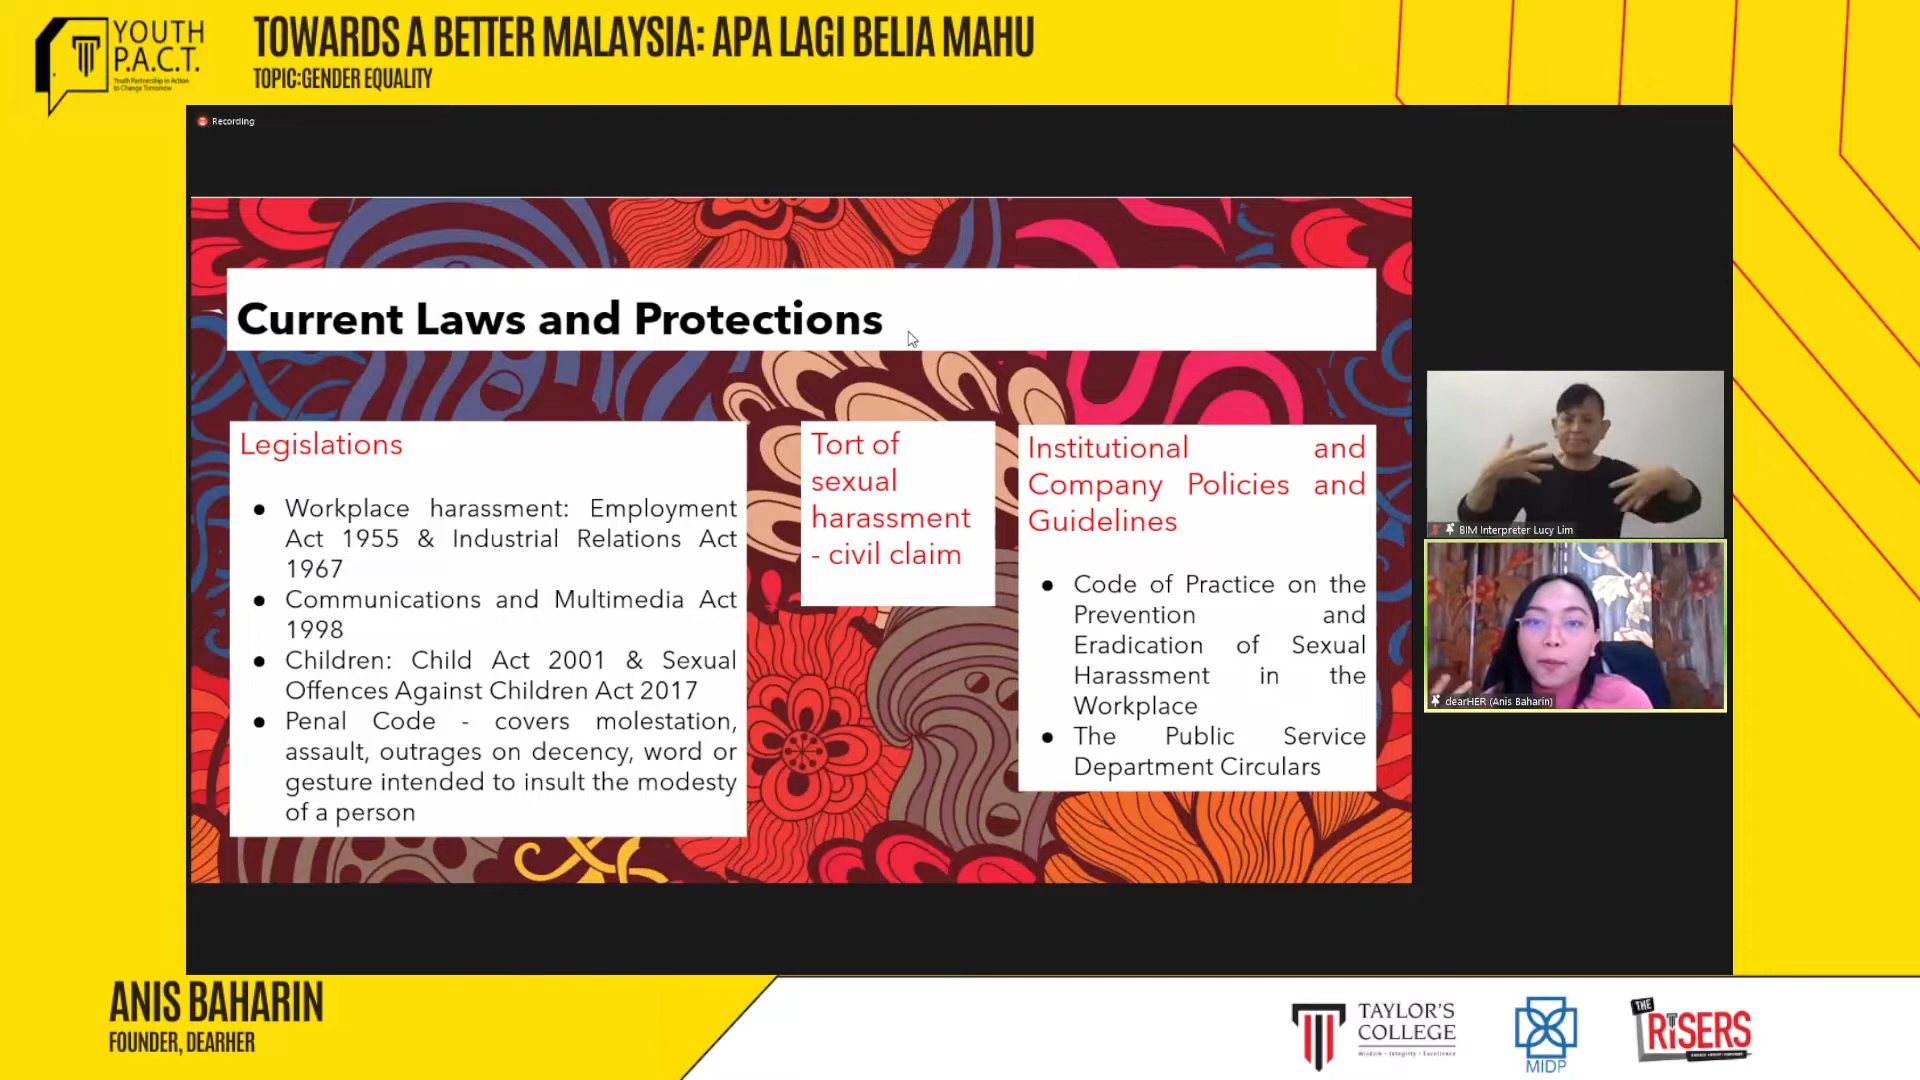 YOUTH
P.A.C.T.
Youth Partnership in Action
to Change Tomorrow
TOWARDS A BETTER MALAYSIA: APA LAGI BELIA MAHU
TOPIC:GENDER EQUALITY
Recording
Current Laws and Protections
Legislations
● Workplace harassment: Employment
Act 1955 & Industrial Relations Act
1967
● Communications and Multimedia Act
1998
● Children: Child Act 2001 & Sexual
Offences Against Children Act 2017
● Penal Code - covers molestation,
assault, outrages on decency, word or
gesture intended to insult the modesty
of a person
Tort of
sexual
harassment
- civil claim
Institutional and
Company Policies and
Guidelines
● Code of Practice on the
Prevention and
Eradication of Sexual
Harassment in the
Workplace
● The Public Service
Department Circulars
BIM Interpreter Lucy Lim
dearHER (Anis Baharin)
ANIS BAHARIN
FOUNDER, DEARHER
TAYLOR'S
COLLEGE
Wisdom · Integrity · Excellence
MIDP
THE
RISERS